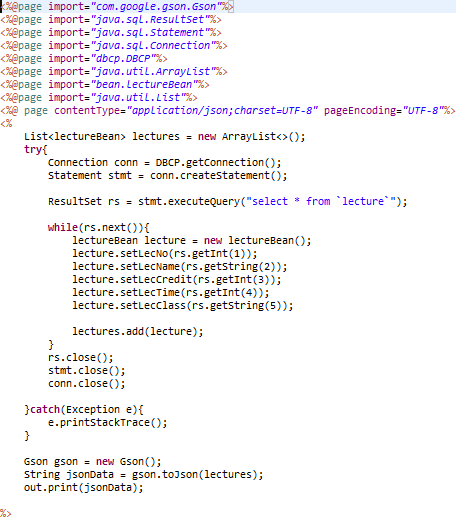 <%@page import="com.google.gson.Gson"%>
<%@page import="java.sql.ResultSet"%>
<%@page import="java.sql.Statement"%>
<%@page import="java.sql.Connection"%>
<%@page import="dbcp.DBCP"%>
<%@page import="java.util.ArrayList"%>
<%@page import="bean.lectureBean"%>
<%@page import="java.util.List"%>
<%@ page contentType="application/json;charset=UTF-8" pageEncoding="UTF-8"%>
<%
    List<lectureBean> lectures = new ArrayList<>();
    try{
        Connection conn = DBCP.getConnection();
        Statement stmt = conn.createStatement();
        ResultSet rs = stmt.executeQuery("select * from `lecture`");
        while(rs.next()){
            lectureBean lecture = new lectureBean();
            lecture.setLecNo(rs.getInt(1));
            lecture.setLecName(rs.getString(2));
            lecture.setLecCredit(rs.getInt(3));
            lecture.setLecTime(rs.getInt(4));
            lecture.setLecClass(rs.getString(5));
            lectures.add(lecture);
        }
        rs.close();
        stmt.close();
        conn.close();
    }catch(Exception e){
        e.printStackTrace();
    }
    Gson gson = new Gson();
    String jsonData = gson.toJson(lectures);
    out.print(jsonData);
%>